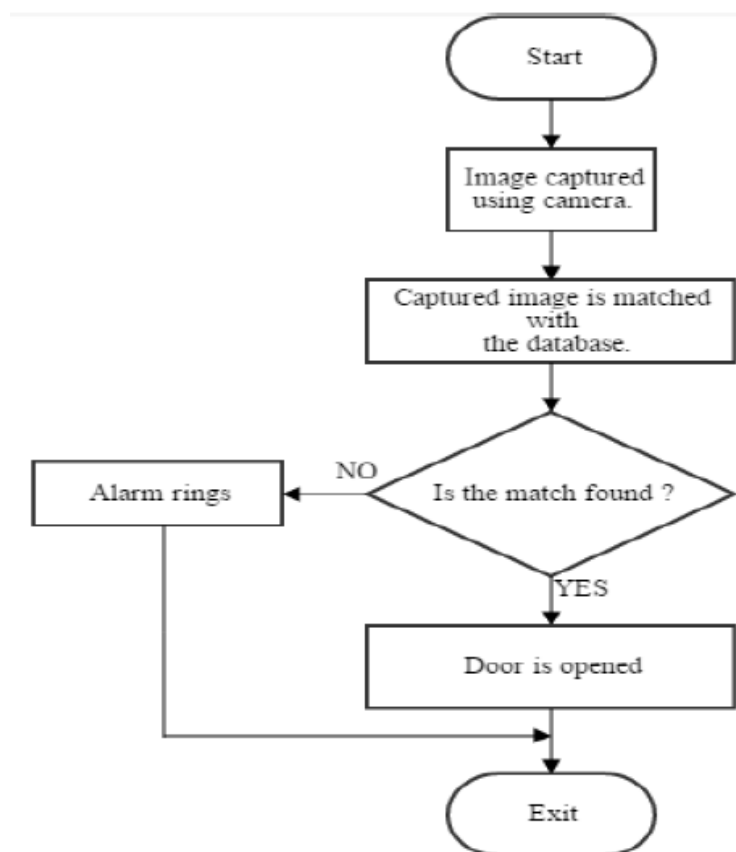 Start
Image captured
using camera.
Captured image is matched
with
the database.
Is the match found ?
NO
Alarm rings
YES
Door is opened
Exit